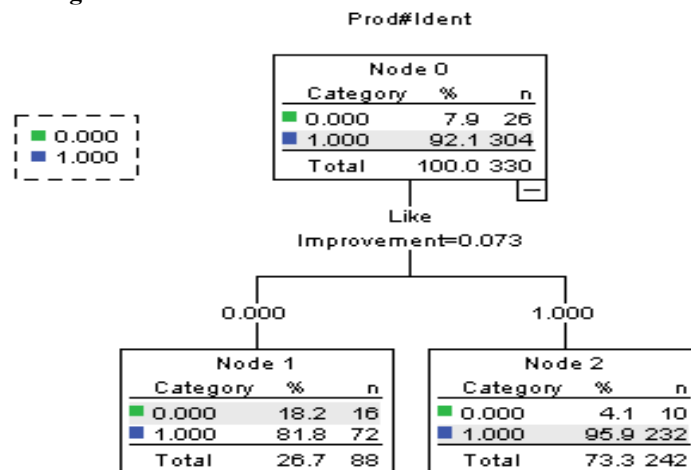 Prod#Ident
Node 0
Category % n
0.000 7.9 26
1.000 92.1 304
Total 100.0 330
0.000
1.000
Like
Improvement=0.073
0.000 1.000
Node 1
Category % n
0.000 18.2 16
1.000 81.8 72
Total 26.7 88
Node 2
Category % n
0.000 4.1 10
1.000 95.9 232
Total 73.3 242